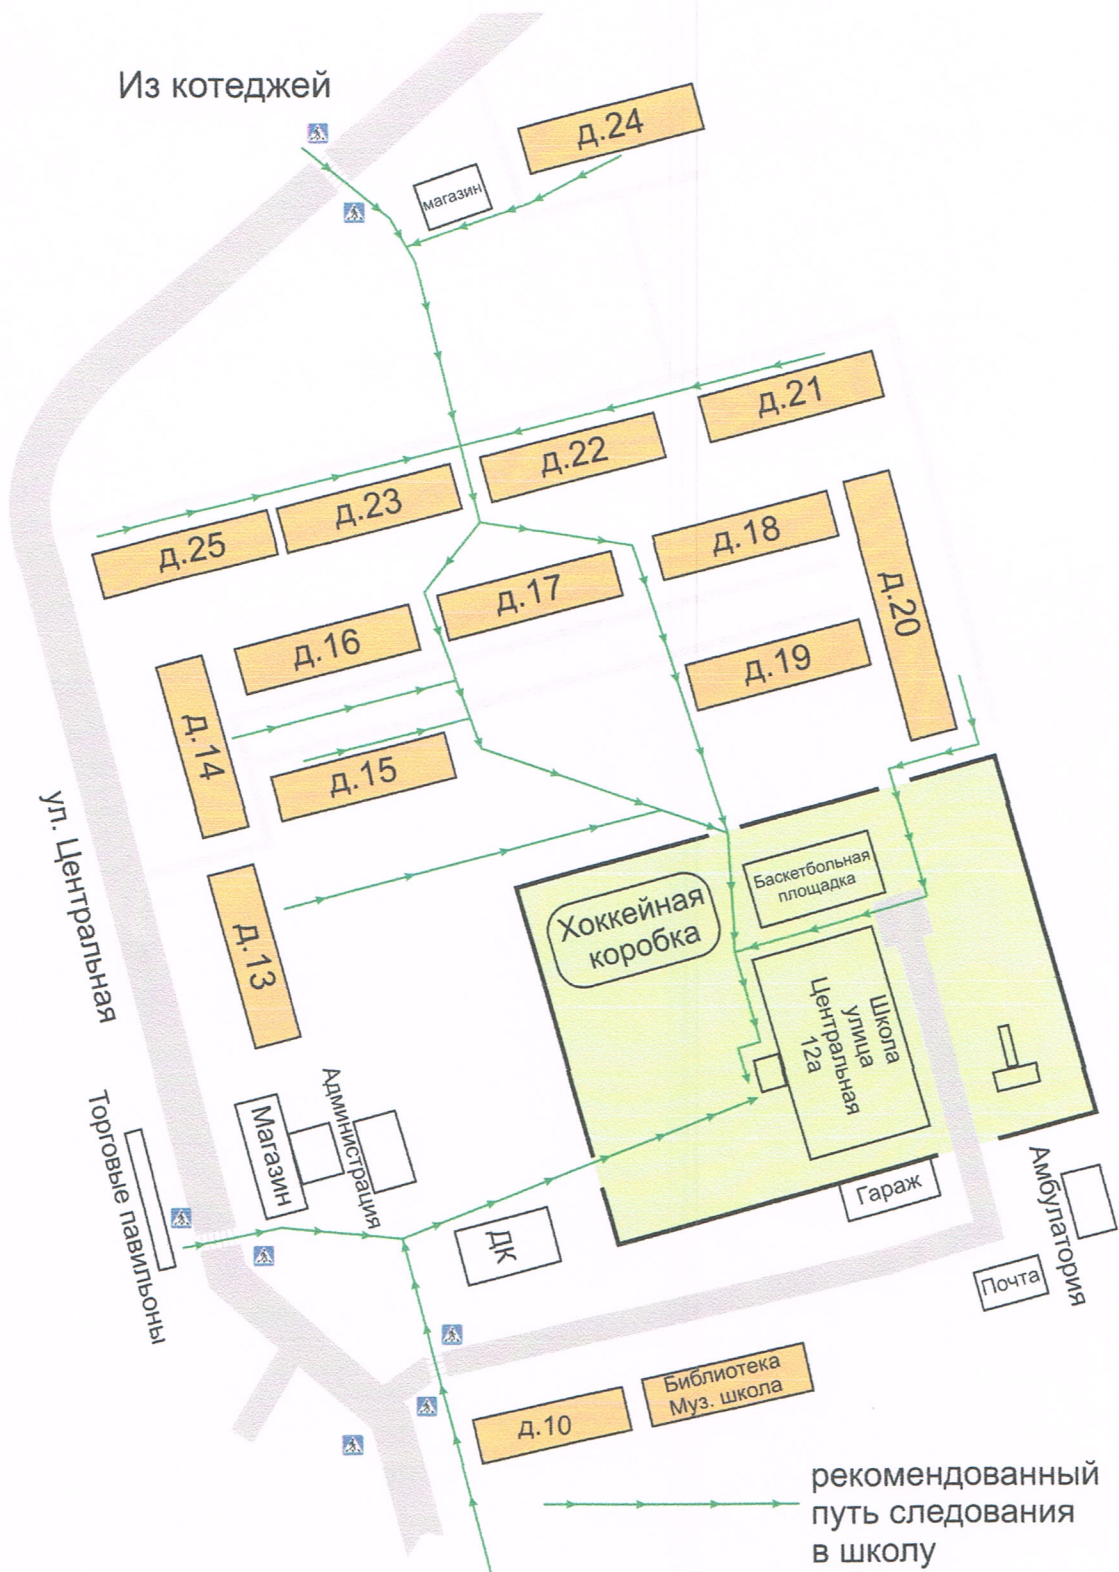 Из котеджей
д.24
магазин
д.21
д.22
д.23
д.25
д.18
д.17
д.20
д.16
д.19
д.14
д.15
ул. Центральная
Баскетбольная
площадка
Хоккейная
коробка
д.13
Школа
улица
Центральная
12а
Торговые павильоны
Магазин
Администрация
ДК
Гараж
Амбулатория
Почта
Библиотека
Муз. школа
д.10
рекомендованный
путь следования
в школу